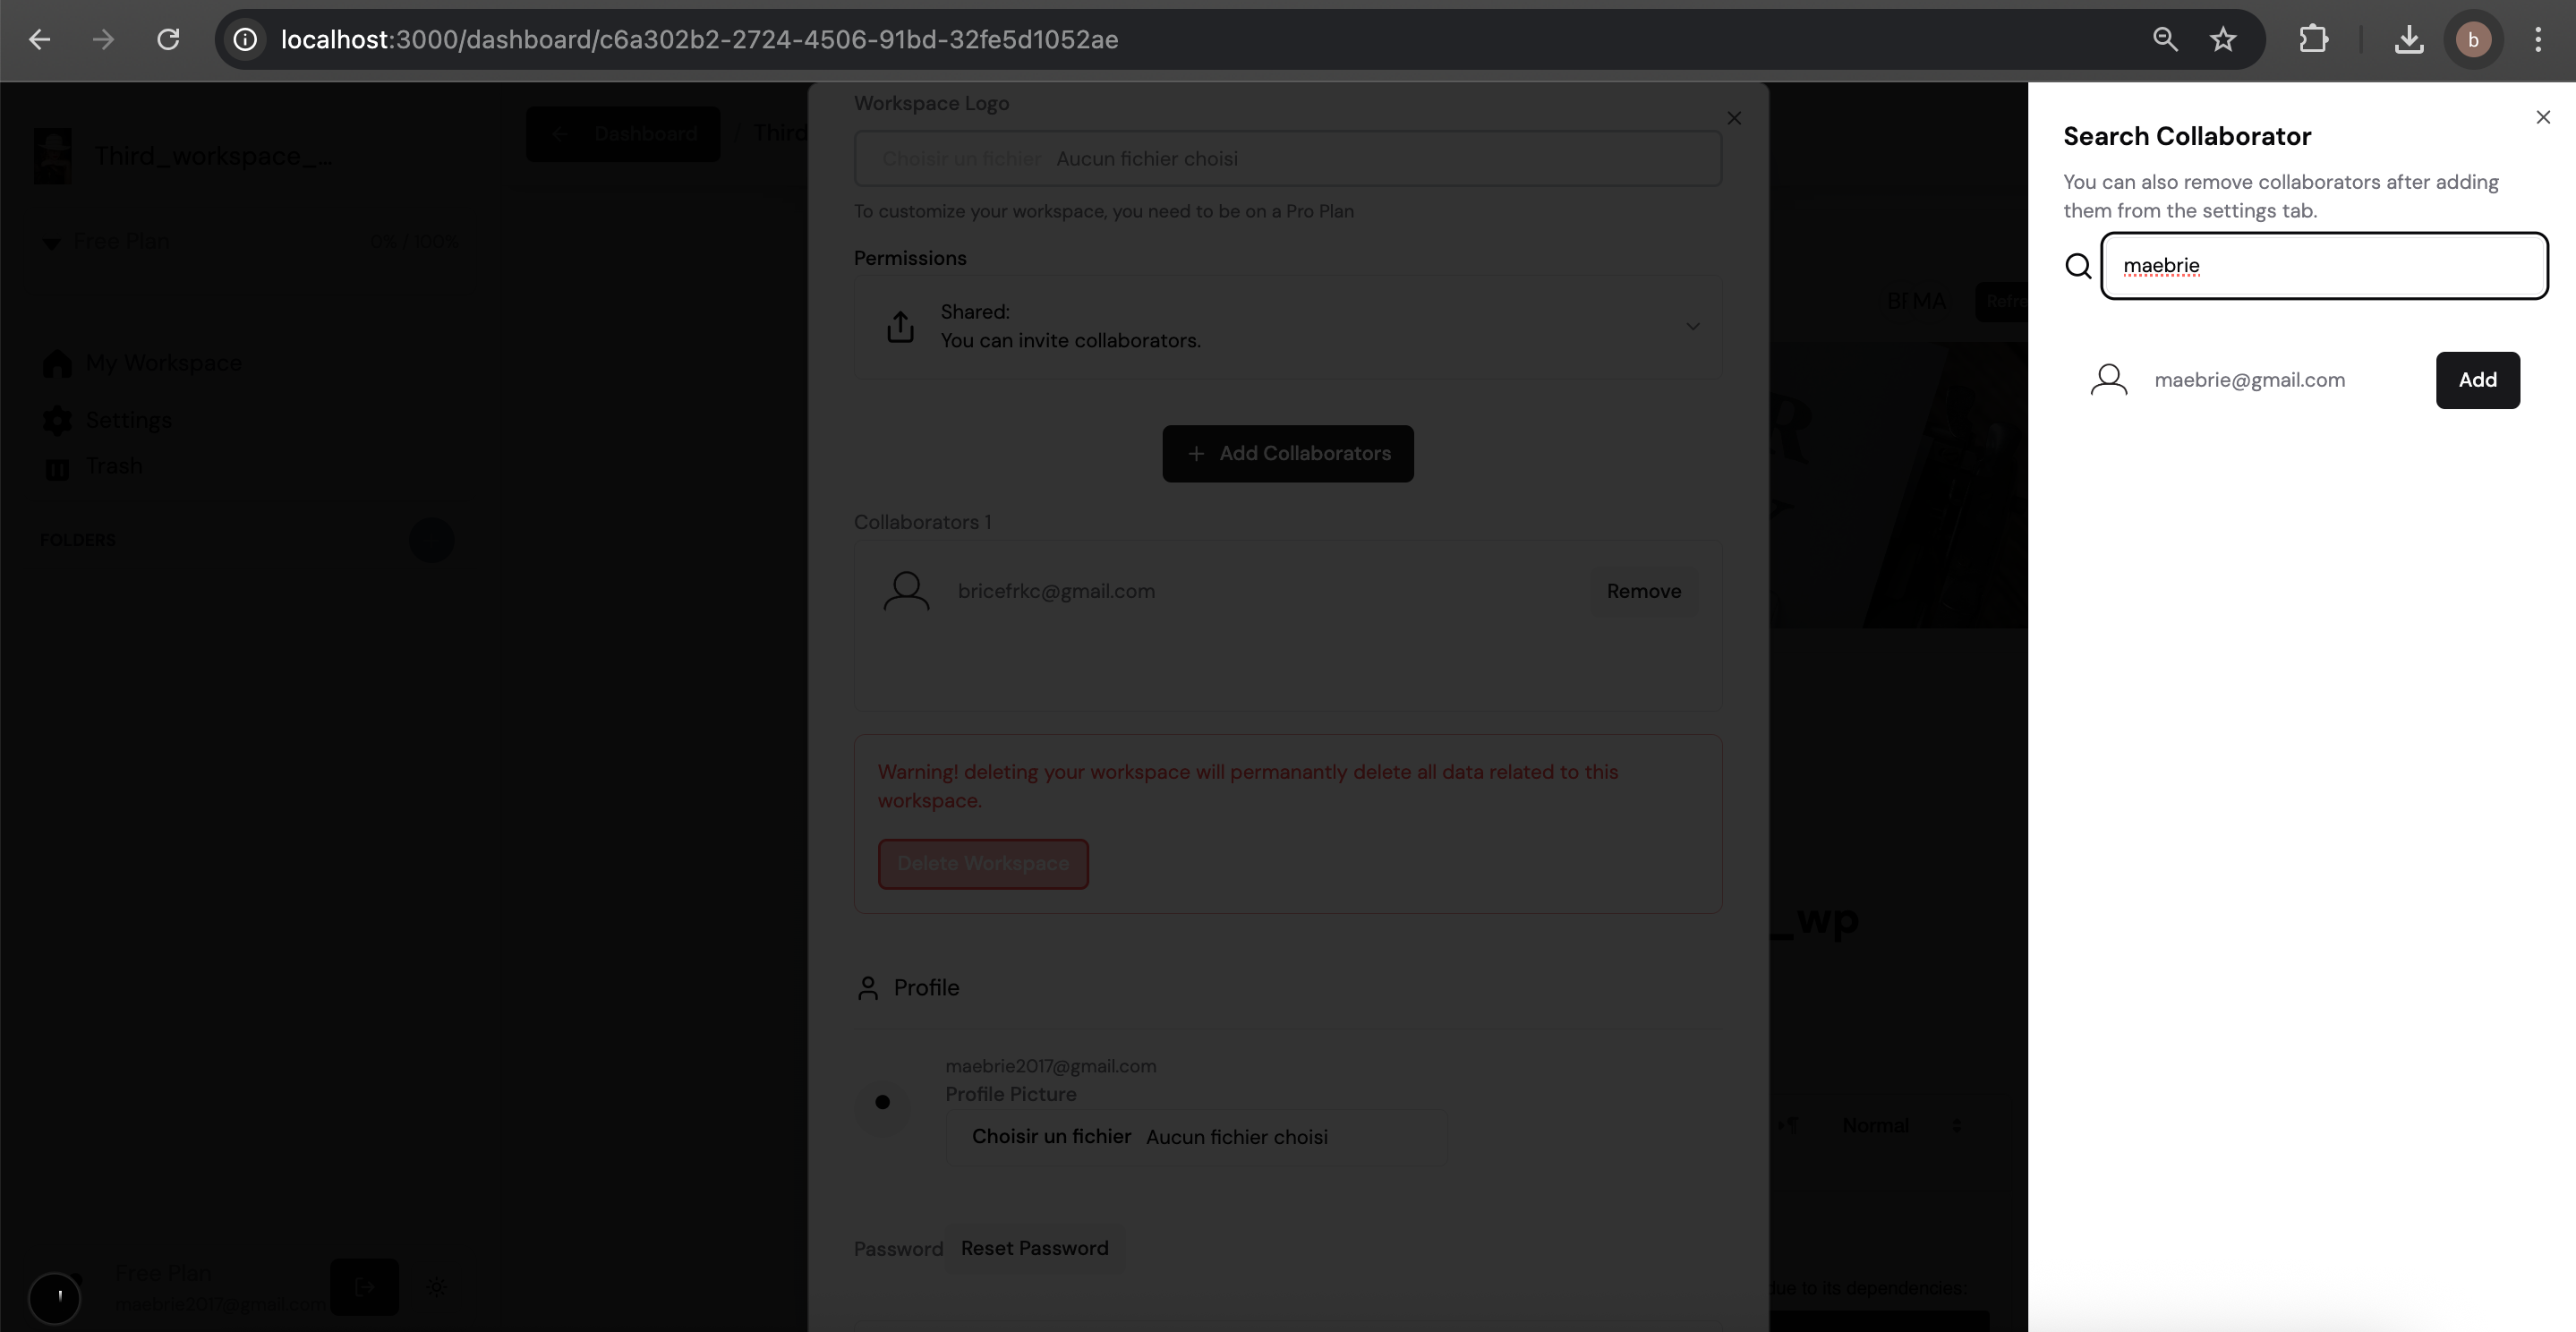 localhost:3000/dashboard/c6a302b2-2724-4506-91bd-32fe5d1052ae
b
Third_workspace_...
Free Plan
0% / 100%
My Workspace
Settings
Trash
FOLDERS
Free Plan
maebrie2017@gmail.com
Dashboard
/ Third
Workspace Logo
Choisir un fichier Aucun fichier choisi
To customize your workspace, you need to be on a Pro Plan
Permissions
Shared:
You can invite collaborators.
Add Collaborators
Collaborators 1
bricefrkc@gmail.com
Remove
Warning! deleting your workspace will permanantly delete all data related to this
workspace.
Delete Workspace
Profile
maebrie2017@gmail.com
Profile Picture
Choisir un fichier Aucun fichier choisi
Password
Reset Password
BFMA
Refre
R
_wp
Normal
due to its dependencies:
Search Collaborator
You can also remove collaborators after adding
them from the settings tab.
maebrie
maebrie@gmail.com
Add